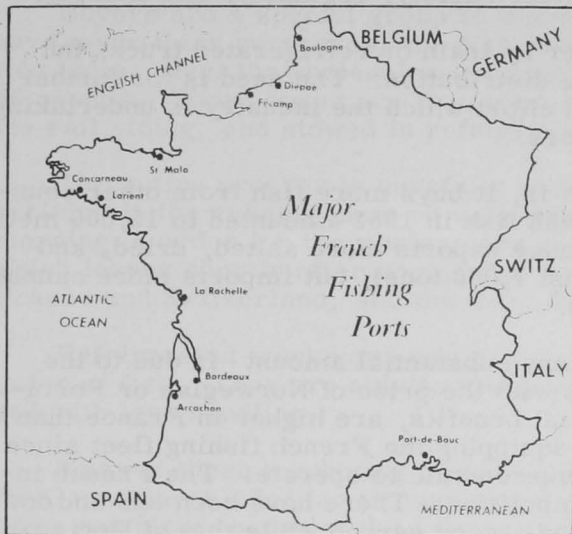 BELGIUM
GERMANY
Boulogne
ENGLISH CHANNEL
Dieppe
Fecamp
St. Malo
Concarneau
Lorient
Major
French
Fishing
Ports
SWITZ
La Rochelle
ATLANTIC
OCEAN
ITALY
Bordeaux
Arcachon
Port-de-Bouc
SPAIN
MEDITERRANEAN